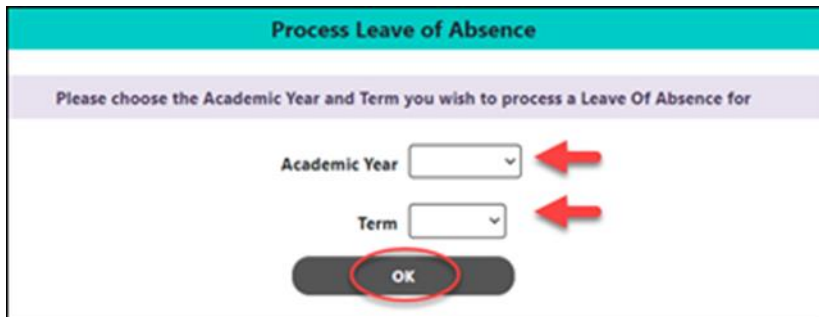 Process Leave of Absence
Please choose the Academic Year and Term you wish to process a Leave Of Absence for
Academic Year
Term
OK